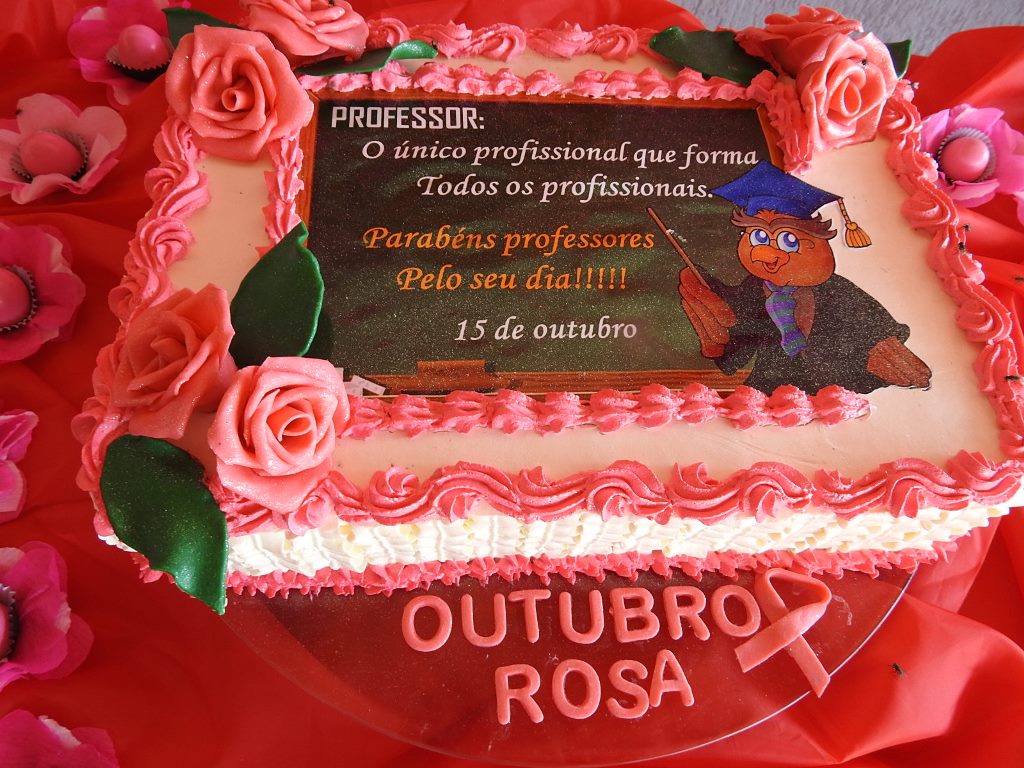 PROFESSOR:
O único profissional que forma
Todos os profissionais.
Parabéns professores
Pelo seu dia!!!!!
15 de outubro
OUTUBRO
ROSA